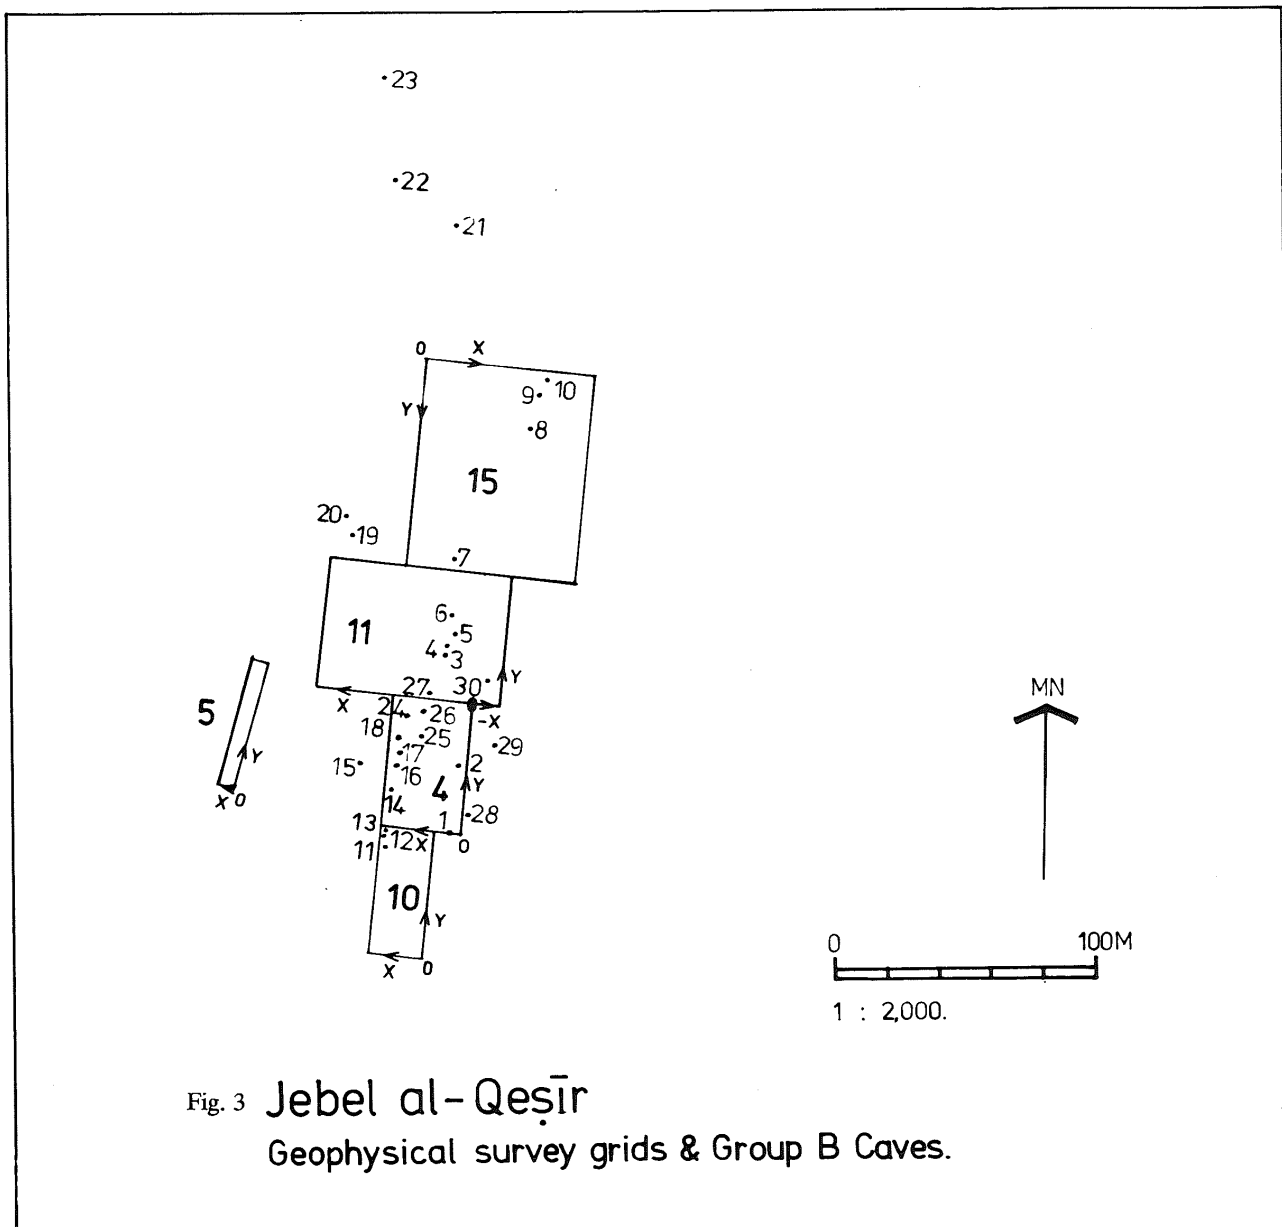 23
22
21
0 X
9 10
Y
8
15
20
19
7
6
11
5
4
3
27 30 Y
X
24 26 -X
5
18 25 29
17
Y
15 16 2
4 Y
X 0
14
28
13 1
12 X 0
11
10
Y
X 0
MN
0 100M
1 : 2,000.
Fig. 3 Jebel al-Qeṣīr
Geophysical survey grids & Group B Caves.